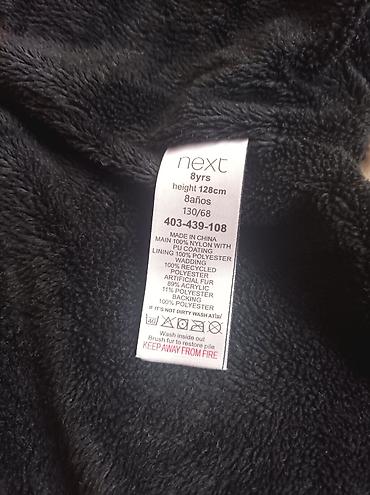 next
8yrs
height 128cm
8años
130/68
403-439-108
MADE IN CHINA
MAIN 100% NYLON WITH
PU COATING
LINING 100% POLYESTER
WADDING
100% RECYCLED
POLYESTER
ARTIFICIAL FUR
89% ACRYLIC
11% POLYESTER
BACKING
100% POLYESTER
IF IT'S NOT DIRTY WASH AT
40
Wash inside out
Brush fur to restore pile
KEEP AWAY FROM FIRE